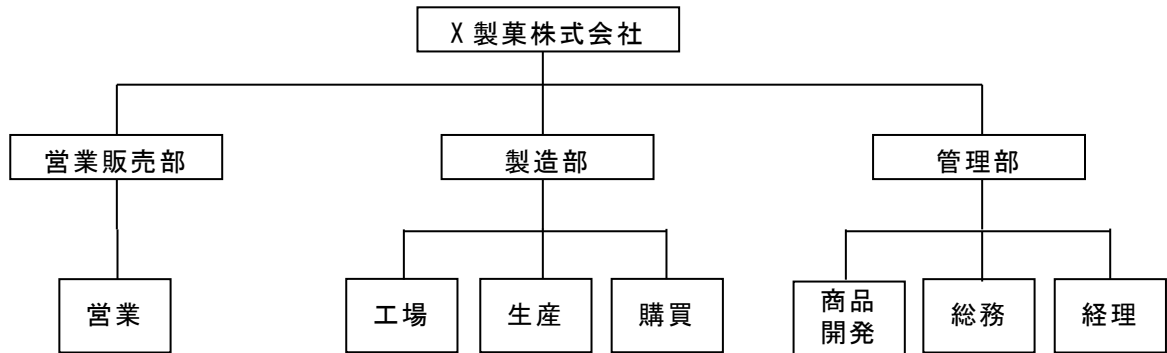 X 製菓株式会社
営業販売部
製造部
管理部
営業
工場
生産
購買
商品
開発
総務
経理